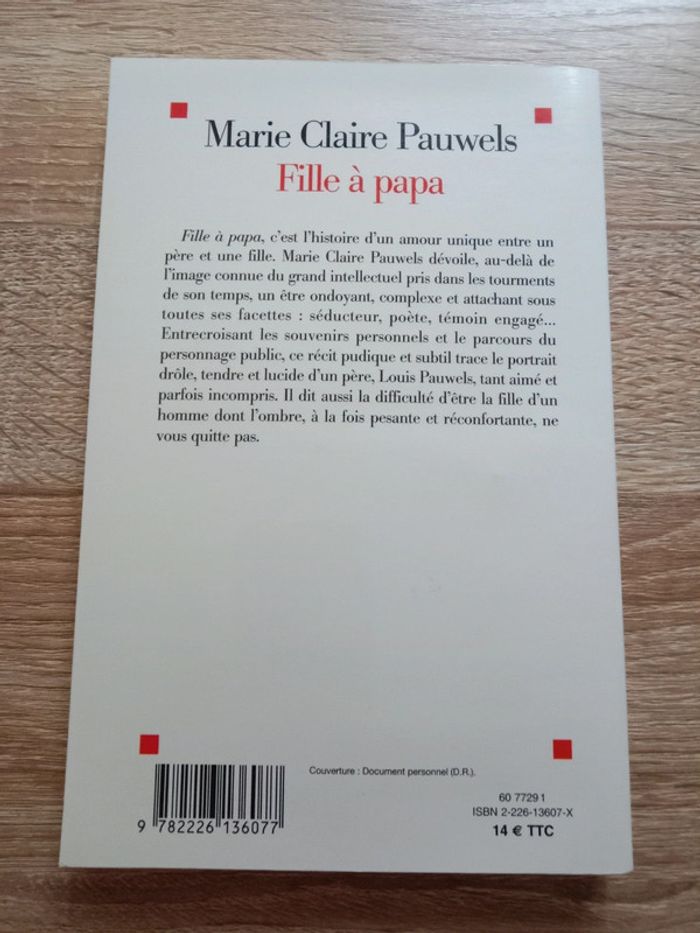 Marie Claire Pauwels
Fille à papa
Fille à papa, c’est l’histoire d’un amour unique entre un
père et une fille. Marie Claire Pauwels dévoile, au-delà de
l’image connue du grand intellectuel pris dans les tourments
de son temps, un être ondoyant, complexe et attachant sous
toutes ses facettes : séducteur, poète, témoin engagé...
Entrecroisant les souvenirs personnels et le parcours du
personnage public, ce récit pudique et subtil trace le portrait
drôle, tendre et lucide d’un père, Louis Pauwels, tant aimé et
parfois incompris. Il dit aussi la difficulté d’être la fille d’un
homme dont l’ombre, à la fois pesante et réconfortante, ne
vous quitte pas.
Couverture : Document personnel (D.R.).
60 7729 1
ISBN 2-226-13607-X
14 € TTC
9 782226 136077